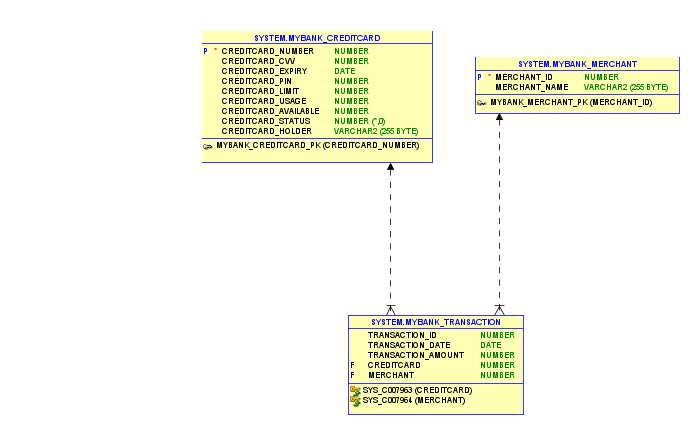 SYSTEM.MYBANK_CREDITCARD
P * CREDITCARD_NUMBER NUMBER
CREDITCARD_CVV NUMBER
CREDITCARD_EXPIRY DATE
CREDITCARD_PIN NUMBER
CREDITCARD_LIMIT NUMBER
CREDITCARD_USAGE NUMBER
CREDITCARD_AVAILABLE NUMBER
CREDITCARD_STATUS NUMBER (*,0)
CREDITCARD_HOLDER VARCHAR2 (255 BYTE)
MYBANK_CREDITCARD_PK (CREDITCARD_NUMBER)
SYSTEM.MYBANK_MERCHANT
P * MERCHANT_ID NUMBER
MERCHANT_NAME VARCHAR2 (255 BYTE)
MYBANK_MERCHANT_PK (MERCHANT_ID)
SYSTEM.MYBANK_TRANSACTION
TRANSACTION_ID NUMBER
TRANSACTION_DATE DATE
TRANSACTION_AMOUNT NUMBER
F CREDITCARD NUMBER
F MERCHANT NUMBER
SYS_C007963 (CREDITCARD)
SYS_C007964 (MERCHANT)